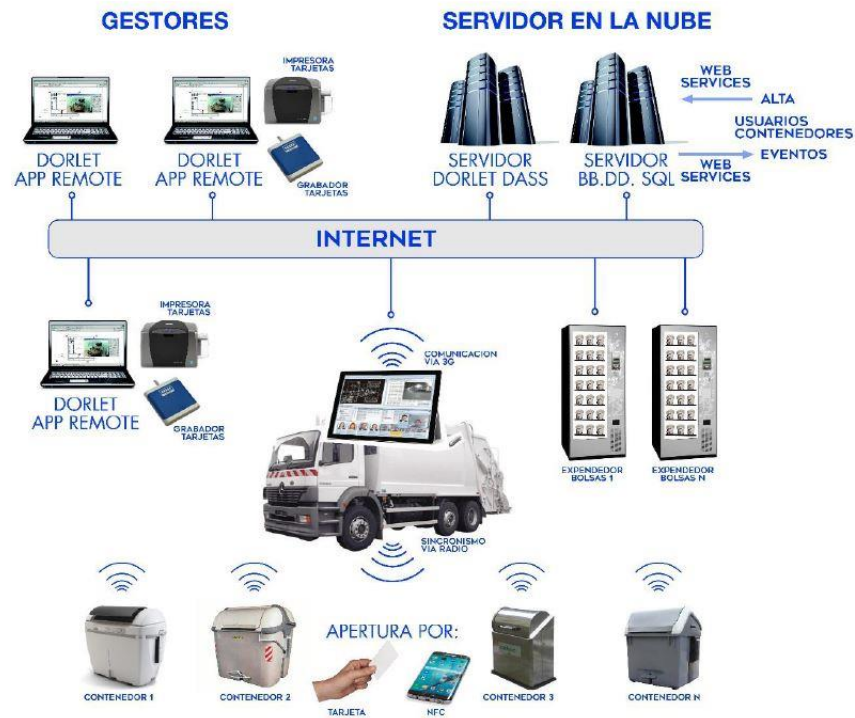 GESTORES
SERVIDOR EN LA NUBE
IMPRESORA
TARJETAS
WEB
SERVICES
ALTA
USUARIOS
CONTENEDORES
EVENTOS
WEB
SERVICES
DORLET
APP REMOTE
DORLET
APP REMOTE
GRABADOR
TARJETAS
SERVIDOR
DORLET DASS
SERVIDOR
BB.DD. SQL
INTERNET
IMPRESORA
TARJETAS
COMUNICACION
VIA 3G
DORLET
APP REMOTE
GRABADOR
TARJETAS
EXPENDEDOR
BOLSAS 1
EXPENDEDOR
BOLSAS N
SINCRONISMO
VIA RADIO
APERTURA POR:
CONTENEDOR 1
CONTENEDOR 2
TARJETA
NFC
CONTENEDOR 3
CONTENEDOR N